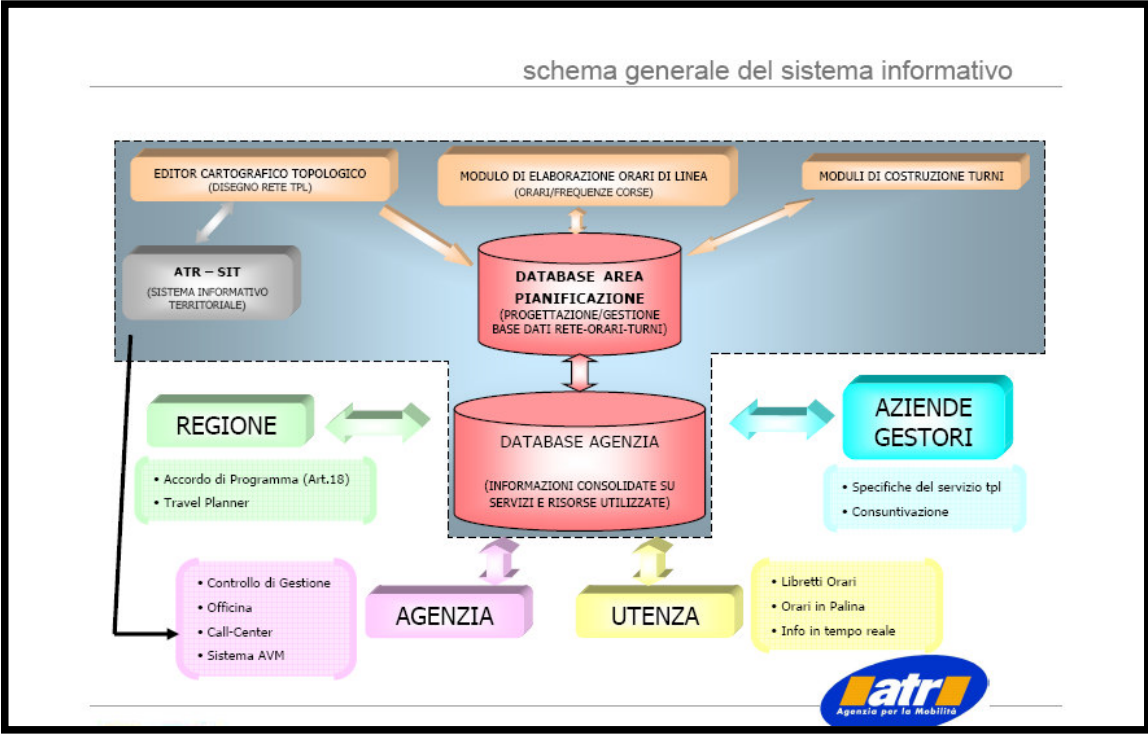 schema generale del sistema informativo
EDITOR CARTOGRAFICO TOPOLOGICO
(DISEGNO RETE TPL)
MODULO DI ELABORAZIONE ORARI DI LINEA
(ORARI/FREQUENZE CORSE)
MODULI DI COSTRUZIONE TURNI
ATR – SIT
(SISTEMA INFORMATIVO
TERRITORIALE)
DATABASE AREA
PIANIFICAZIONE
(PROGETTAZIONE/GESTIONE
BASE DATI RETE-ORARI-TURNI)
REGIONE
• Accordo di Programma (Art.18)
• Travel Planner
DATABASE AGENZIA
(INFORMAZIONI CONSOLIDATE SU
SERVIZI E RISORSE UTILIZZATE)
AZIENDE
GESTORI
• Specifiche del servizio tpl
• Consuntivazione
• Controllo di Gestione
• Officina
• Call-Center
• Sistema AVM
AGENZIA
UTENZA
• Libretti Orari
• Orari in Palina
• Info in tempo reale
atr
Agenzia per la Mobilità